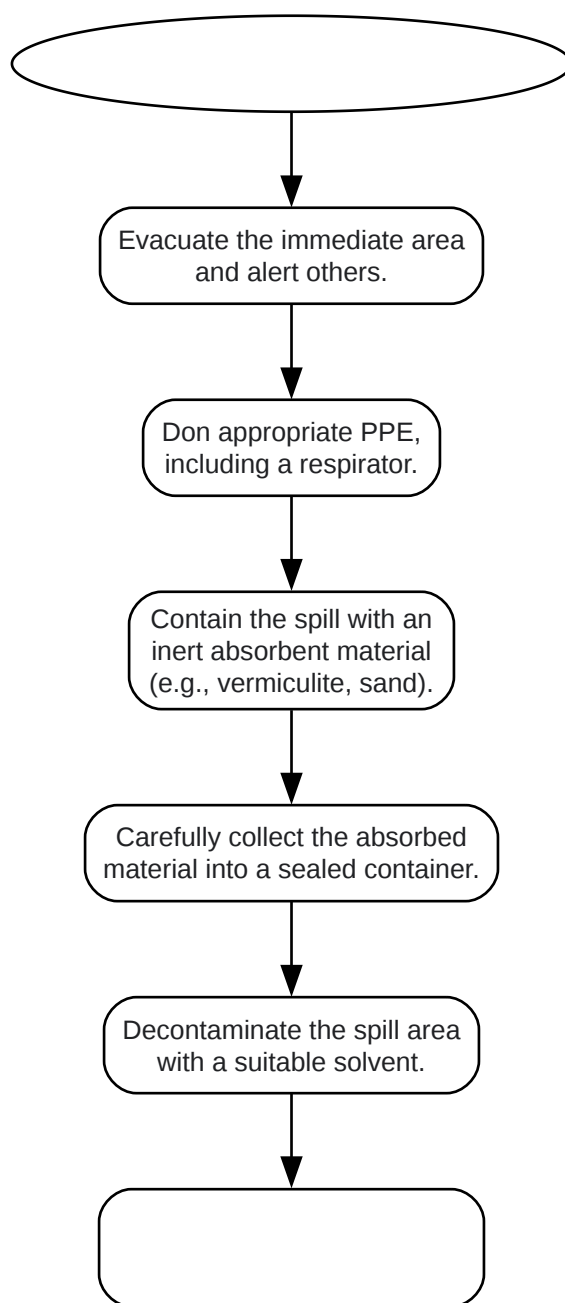 Evacuate the immediate area
and alert others.
Don appropriate PPE,
including a respirator.
Contain the spill with an
inert absorbent material
(e.g., vermiculite, sand).
Carefully collect the absorbed
material into a sealed container.
Decontaminate the spill area
with a suitable solvent.